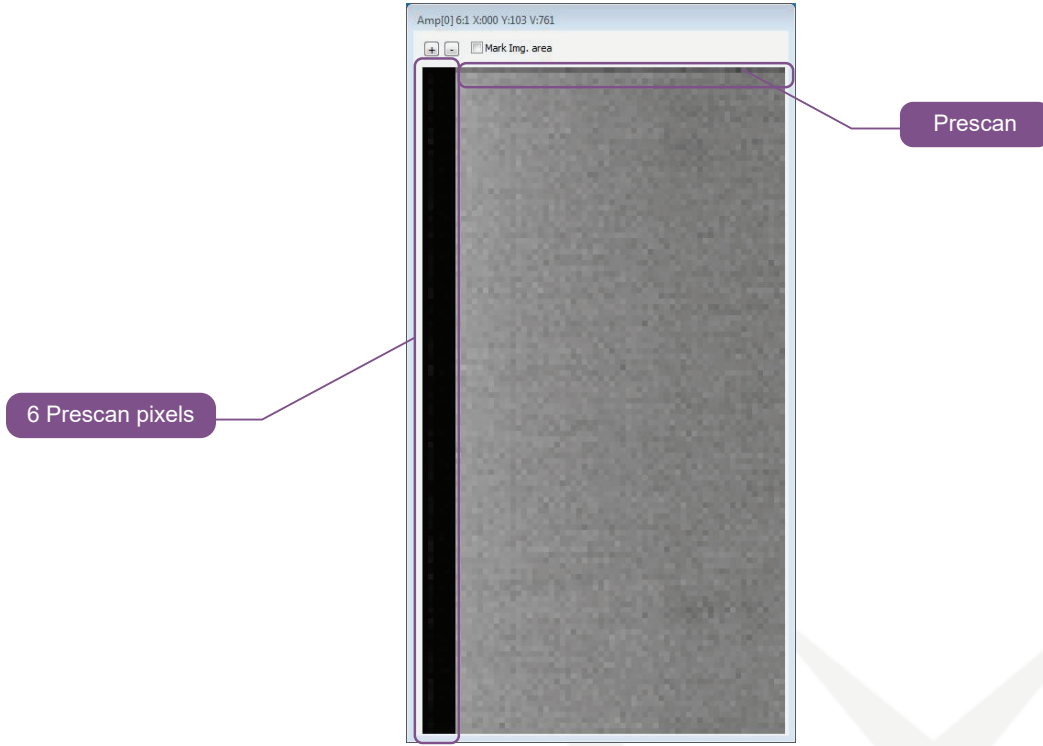 Amp[0] 6:1 X:000 Y:103 V:761
+ - Mark Img. area
Prescan
6 Prescan pixels